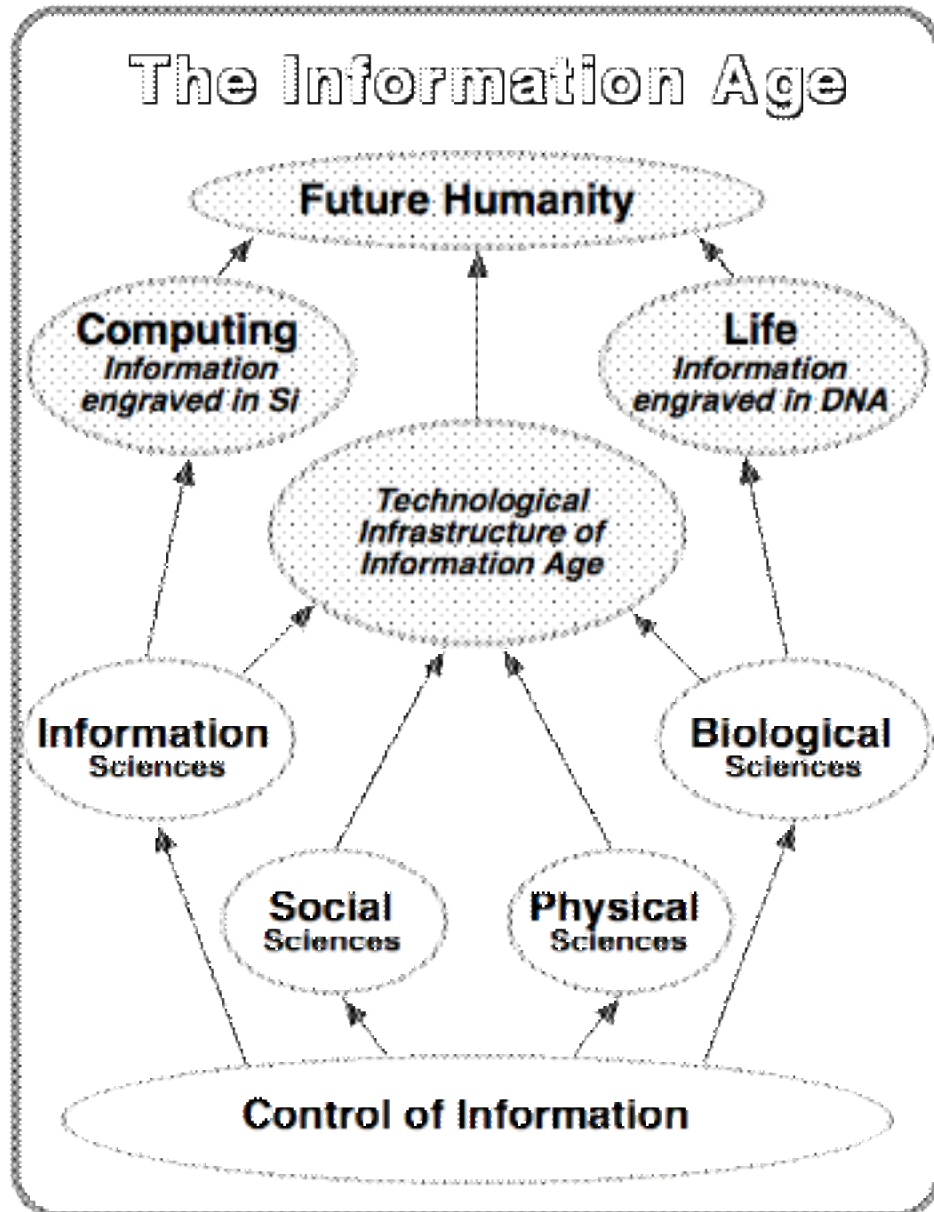 The Information Age
Future Humanity
Computing
Information
engraved in Si
Life
Information
engraved in DNA
Technological
Infrastructure of
Information Age
Information
Sciences
Biological
Sciences
Social
Sciences
Physical
Sciences
Control of Information